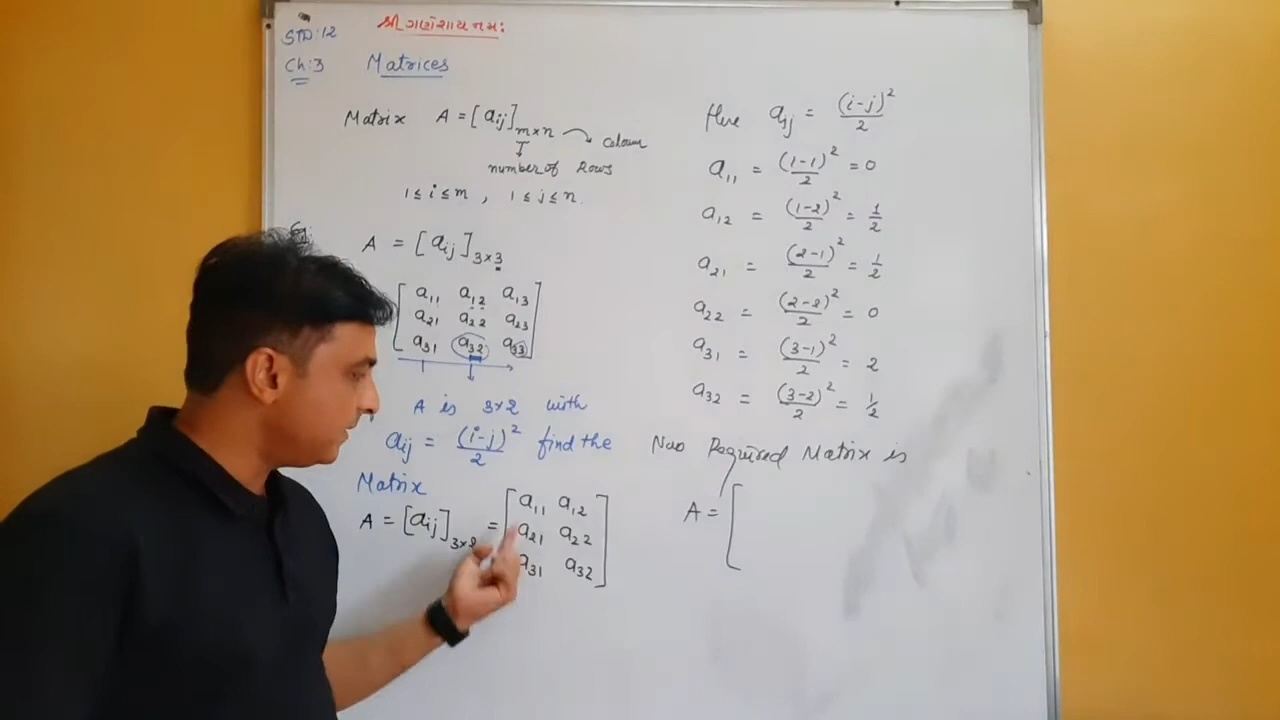 શ્રી ગણેશાય નમઃ
STD:12
Ch:3 Matrices
Matrix A = [aij]m×n
Coloum
number of Rows
1 ≤ i ≤ m , 1 ≤ j ≤ n.
Eg:
A = [aij]3×3
[a11 a12 a13
a21 a22 a23
a31 a32 a33]
A is 3×2 with
aij = (i-j)²/2 find the
Matrix
A = [aij]3×2 = [a11 a12
a21 a22
a31 a32]
Here aij = (i-j)²/2
a11 = (1-1)²/2 = 0
a12 = (1-2)²/2 = 1/2
a21 = (2-1)²/2 = 1/2
a22 = (2-2)²/2 = 0
a31 = (3-1)²/2 = 2
a32 = (3-2)²/2 = 1/2
Required Matrix is
A = [